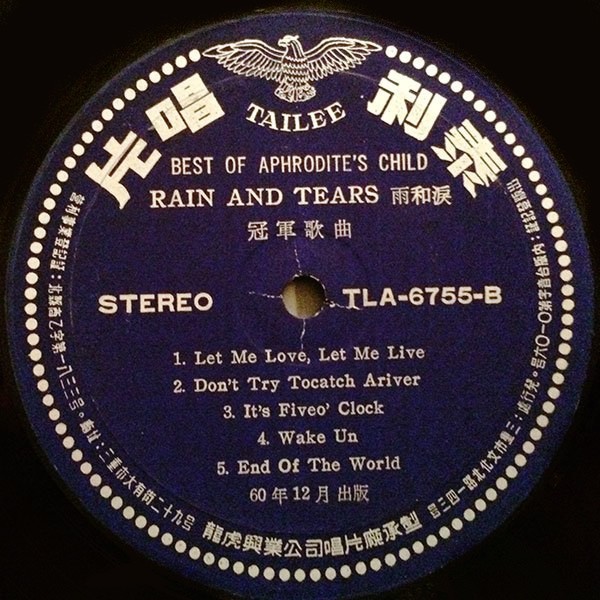 泰利唱片
TAILEE
BEST OF APHRODITE'S CHILD
RAIN AND TEARS 雨和淚
冠軍歌曲
STEREO
TLA-6755-B
1. Let Me Love, Let Me Live
2. Don't Try Tocatch Ariver
3. It's Fiveo' Clock
4. Wake Un
5. End Of The World
60年12月出版
龍虎興業公司唱片廠承製